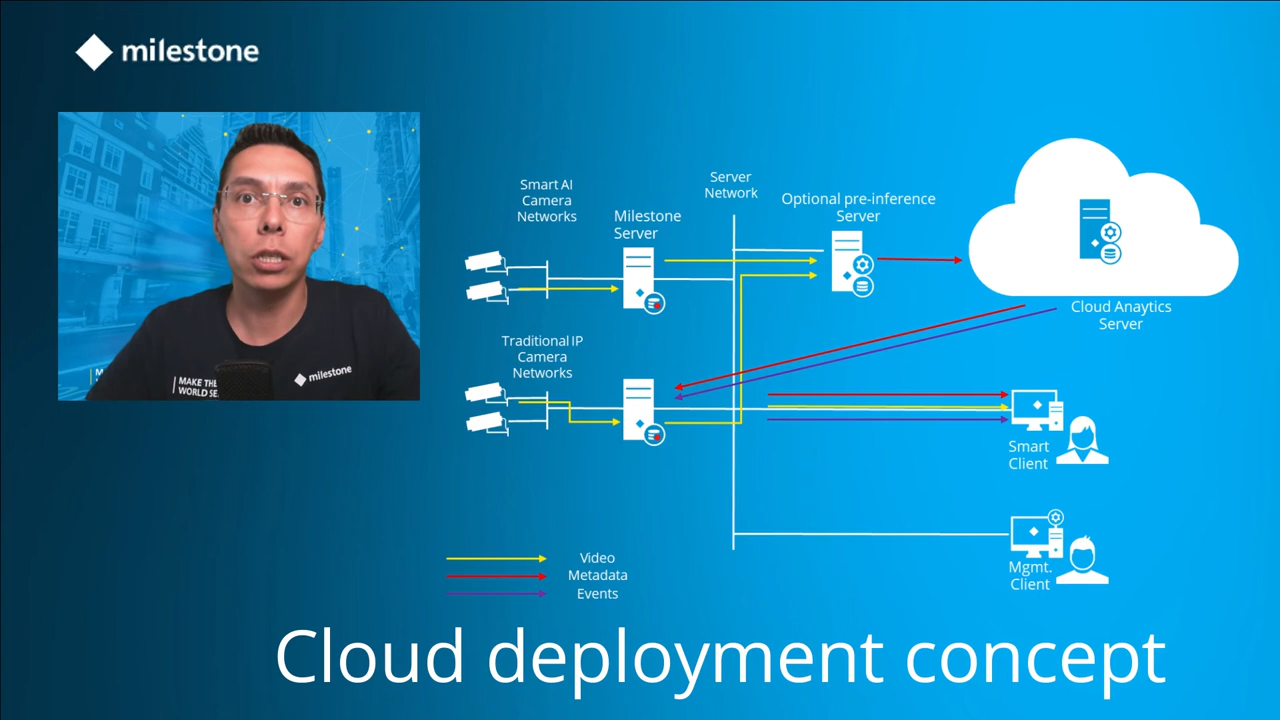 milestone
Smart AI
Camera
Networks
Milestone
Server
Server
Network
Optional pre-inference
Server
Cloud Anaytics
Server
Traditional IP
Camera
Networks
Smart
Client
Mgmt.
Client
Video
Metadata
Events
MAKE THE
WORLD SE
milestone
M
Cloud deployment concept